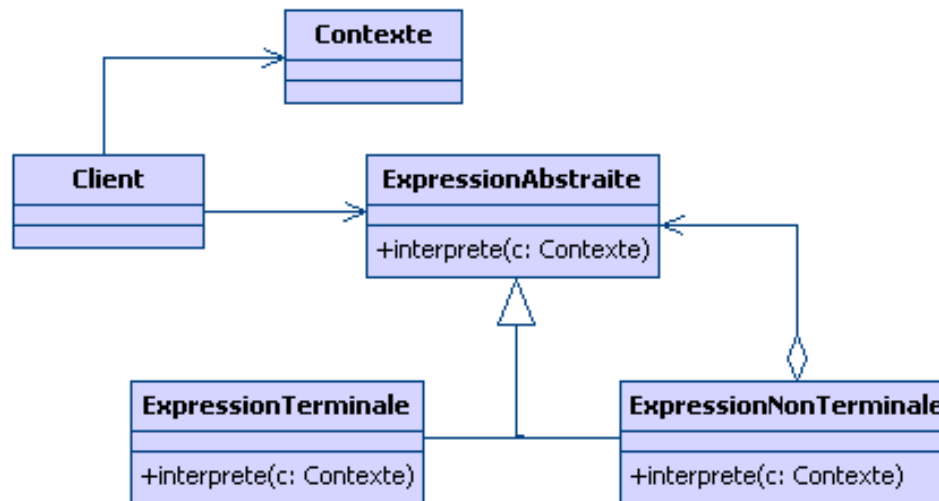 Contexte
Client
ExpressionAbstraite
+interprete(c: Contexte)
ExpressionTerminale
+interprete(c: Contexte)
ExpressionNonTerminale
+interprete(c: Contexte)